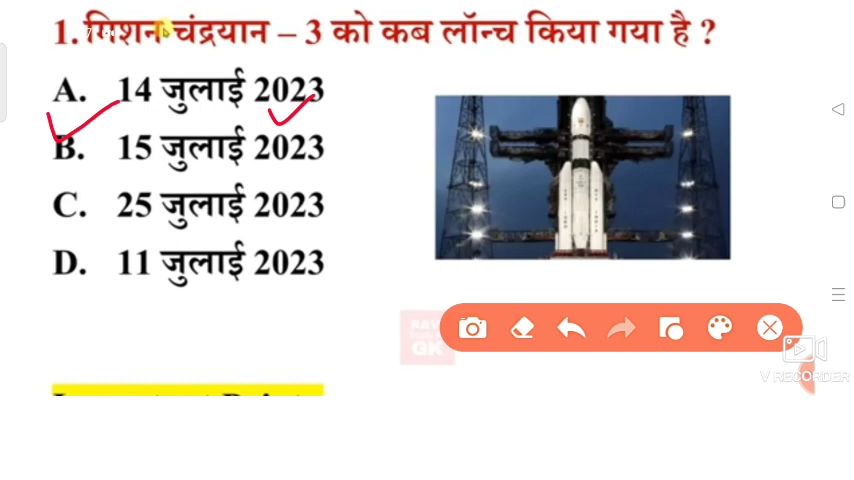 1. मिशन चंद्रयान – 3 को कब लॉन्च किया गया है ?
A. 14 जुलाई 2023
B. 15 जुलाई 2023
C. 25 जुलाई 2023
D. 11 जुलाई 2023
GK
V RECORDER